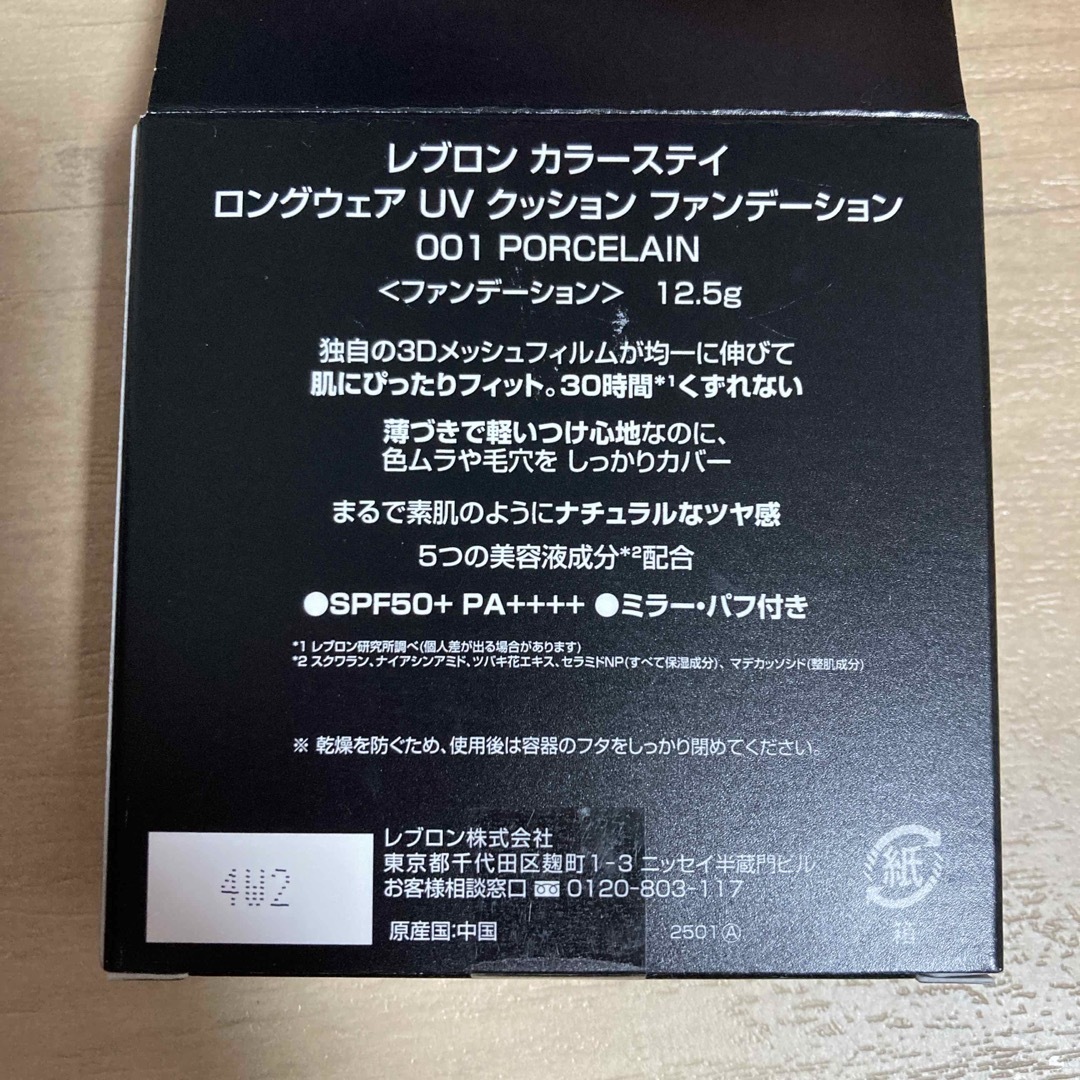 レブロン カラーステイ
ロングウェア UV クッション ファンデーション
001 PORCELAIN
＜ファンデーション＞ 12.5g
独自の3Dメッシュフィルムが均一に伸びて
肌にぴったりフィット。30時間*1くずれない
薄づきで軽いつけ心地なのに、
色ムラや毛穴を しっかりカバー
まるで素肌のようにナチュラルなツヤ感
5つの美容液成分*2配合
●SPF50+ PA++++ ●ミラー・パフ付き
*1 レブロン研究所調べ(個人差が出る場合があります)
*2 スクワラン、ナイアシンアミド、ツバキ花エキス、セラミドNP(すべて保湿成分)、マデカッソシド(整肌成分)
※ 乾燥を防ぐため、使用後は容器のフタをしっかり閉めてください。
4W2
レブロン株式会社
東京都千代田区麹町1-3 ニッセイ半蔵門ビル
お客様相談窓口 0120-803-117
原産国:中国
2501Ⓐ
紙
箱